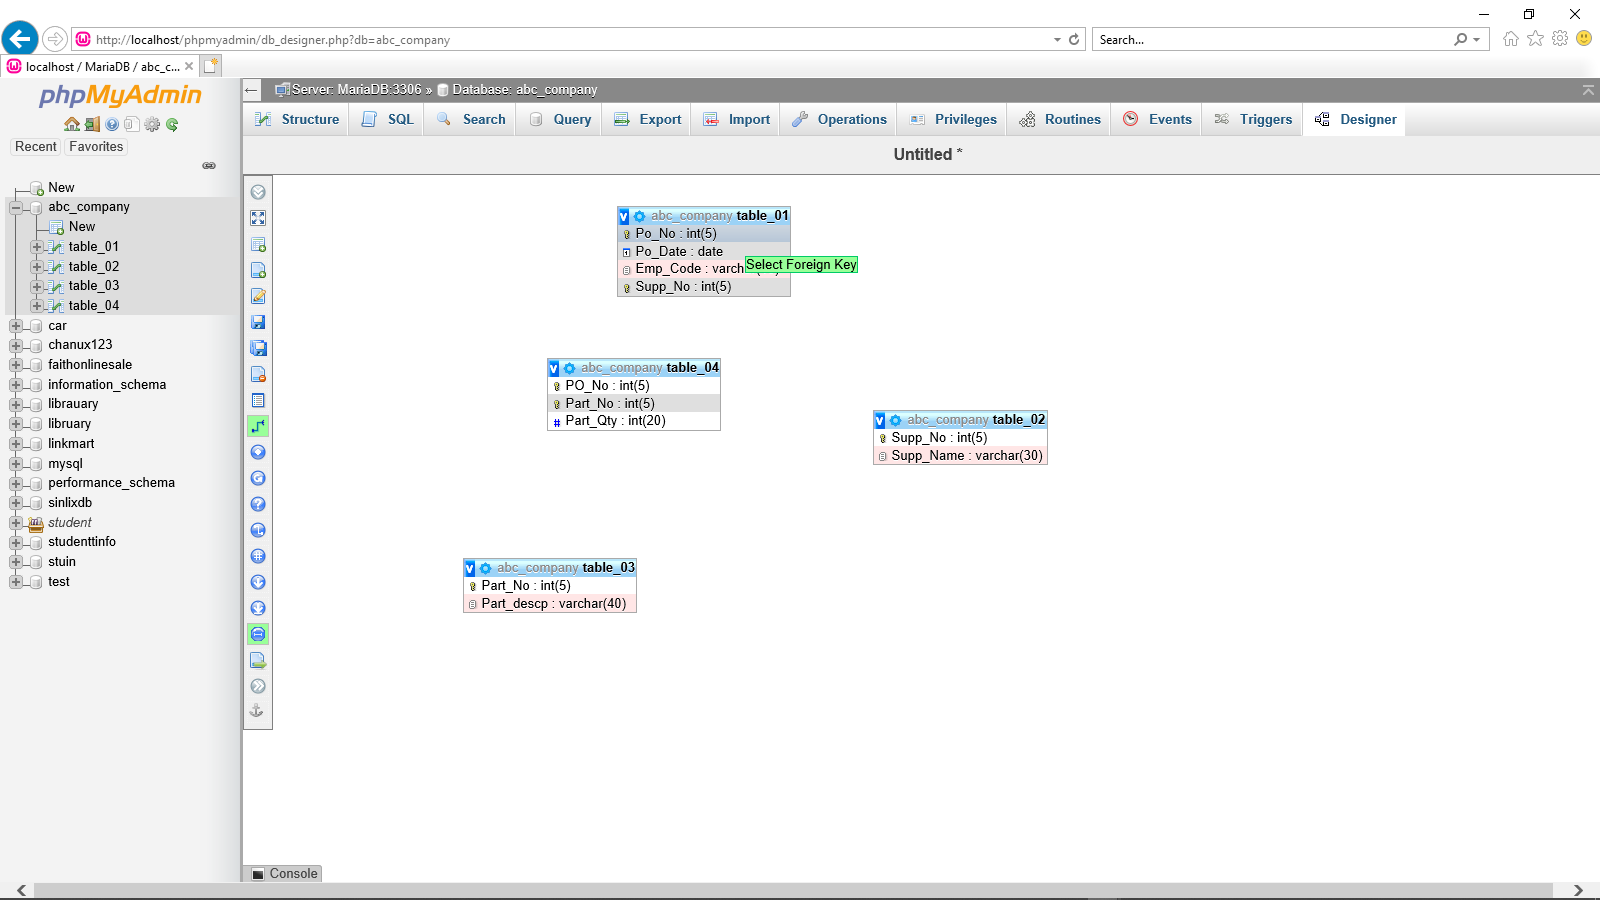 http://localhost/phpmyadmin/db_designer.php?db=abc_company
Search...
localhost / MariaDB / abc_c...
phpMyAdmin
Recent
Favorites
New
abc_company
New
table_01
table_02
table_03
table_04
car
chanux123
faithonlinesale
information_schema
librauary
librury
linkmart
mysql
performance_schema
sinlixdb
student
studenttinfo
stuin
test
Server: MariaDB:3306 » Database: abc_company
Structure
SQL
Search
Query
Export
Import
Operations
Privileges
Routines
Events
Triggers
Designer
Untitled *
v abc_company table_01
Po_No : int(5)
Po_Date : date
Emp_Code : varch
Select Foreign Key
Supp_No : int(5)
v abc_company table_04
PO_No : int(5)
Part_No : int(5)
# Part_Qty : int(20)
v abc_company table_02
Supp_No : int(5)
Supp_Name : varchar(30)
v abc_company table_03
Part_No : int(5)
Part_descp : varchar(40)
Console